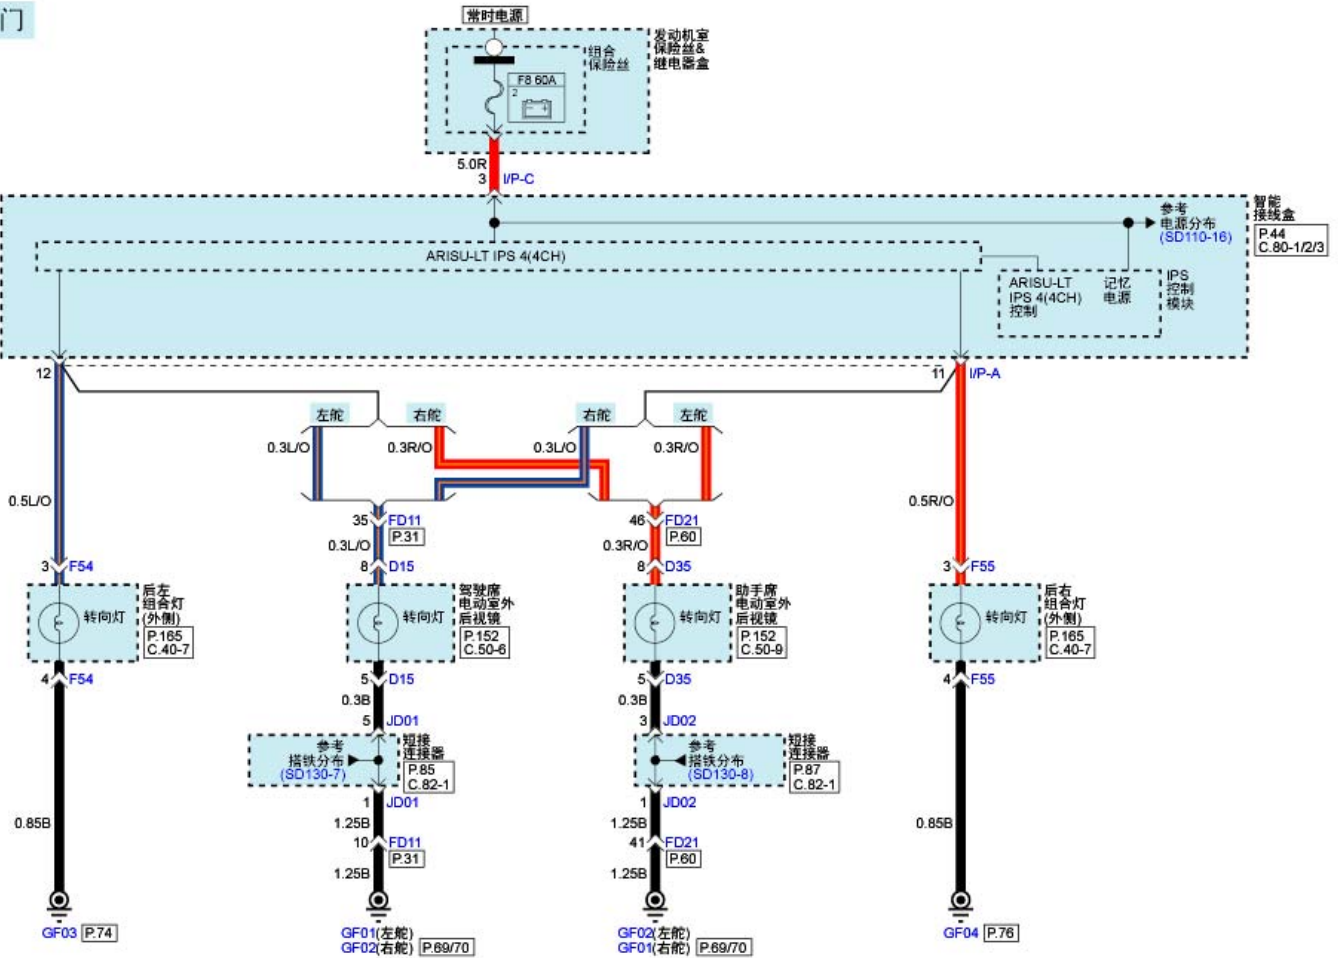 门
常时电源
发动机室
保险丝&
继电器盒
组合
保险丝
F8 60A
2
5.0R
3
I/P-C
智能
接线盒
P.44
C.80-1/2/3
参考
电源分布
(SD110-16)
ARISU-LT IPS 4(4CH)
ARISU-LT
IPS 4(4CH)
控制
记忆
电源
IPS
控制
模块
12
11
I/P-A
左舵
右舵
右舵
左舵
0.3L/O
0.3R/O
0.3L/O
0.3R/O
0.5L/O
0.5R/O
35
FD11
P.31
46
FD21
P.60
0.3L/O
0.3R/O
3
F54
8
D15
8
D35
3
F55
转向灯
后左
组合灯
(外侧)
P.165
C.40-7
转向灯
驾驶席
电动室外
后视镜
P.152
C.50-6
转向灯
助手席
电动室外
后视镜
P.152
C.50-9
转向灯
后右
组合灯
(外侧)
P.165
C.40-7
4
F54
5
D15
5
D35
4
F55
0.3B
0.3B
5
JD01
3
JD02
参考
搭铁分布
(SD130-7)
短接
连接器
P.85
C.82-1
参考
搭铁分布
(SD130-8)
短接
连接器
P.87
C.82-1
1
JD01
1
JD02
0.85B
1.25B
1.25B
0.85B
10
FD11
P.31
41
FD21
P.60
1.25B
1.25B
GF03
P.74
GF01(左舵)
GF02(右舵)
P.69/70
GF02(左舵)
GF01(右舵)
P.69/70
GF04
P.76